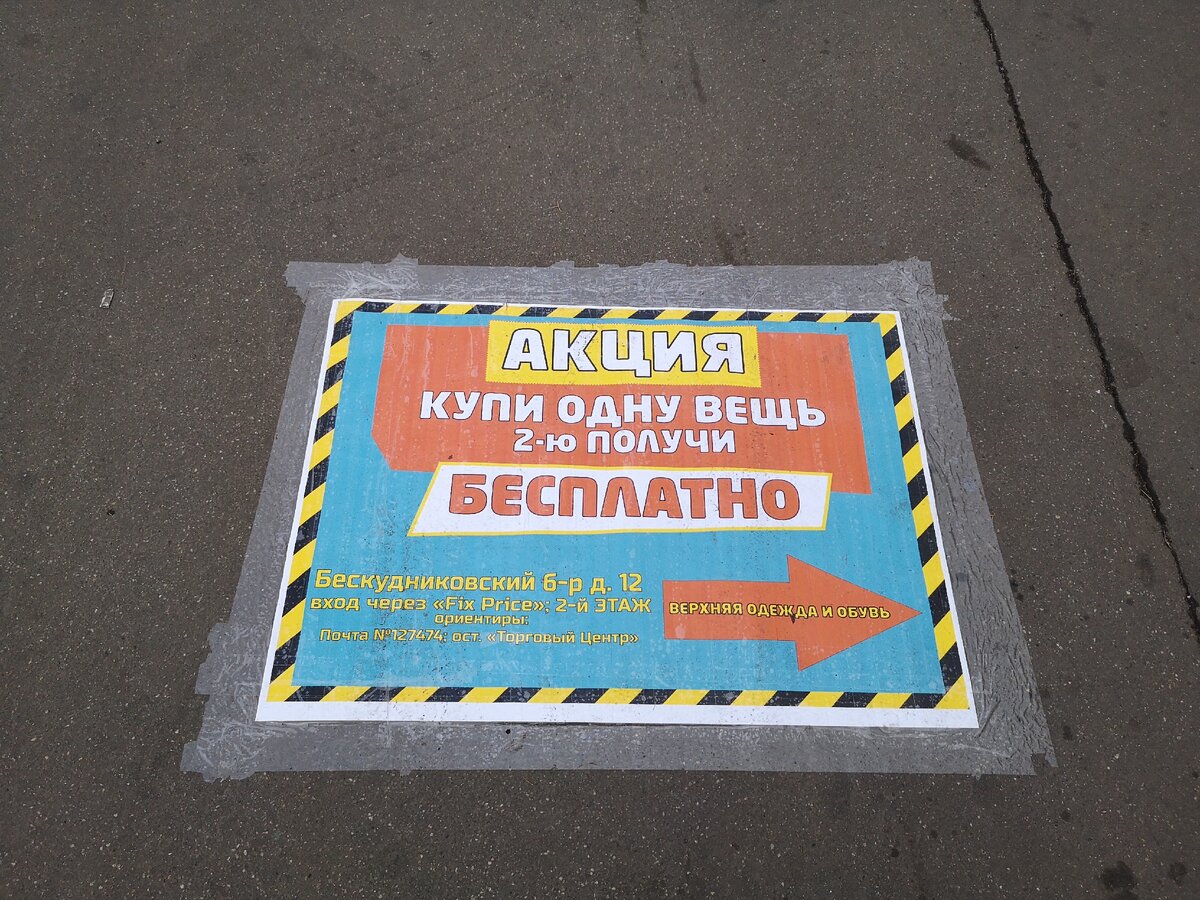 АКЦИЯ
КУПИ ОДНУ ВЕЩЬ
2-ю ПОЛУЧИ
БЕСПЛАТНО
Бескудниковский б-р д. 12
вход через «Fix Price»; 2-й ЭТАЖ
ориентиры:
Почта №127474; ост. «Торговый Центр»
ВЕРХНЯЯ ОДЕЖДА И ОБУВЬ